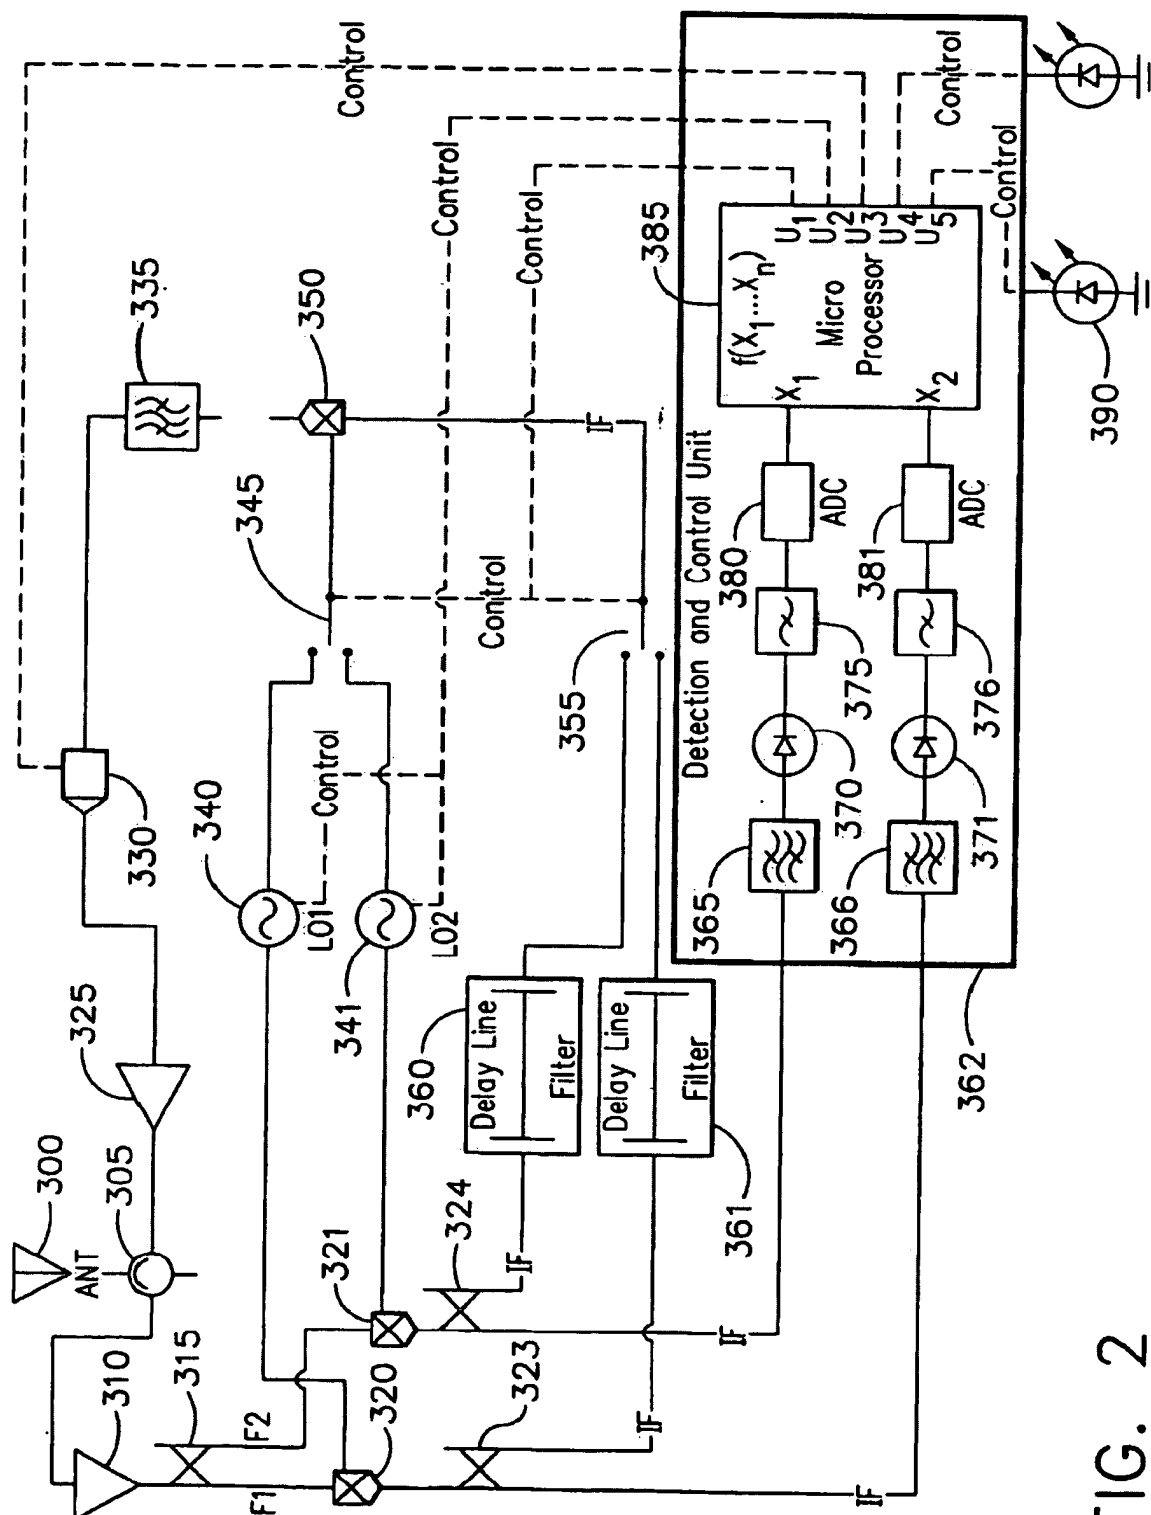 300
ANT
305
310
315
F1
F2
320
321
323
324
IF
IF
IF
IF
325
330
335
340
LO1
341
LO2
345
350
355
IF
Control
Control
Control
Control
Control
360
Delay Line
Filter
361
Delay Line
Filter
362
Detection and Control Unit
365
366
370
371
375
376
380
ADC
381
ADC
385
f(X1...Xn)
Micro
Processor
X1
X2
U1
U2
U3
U4
U5
Control
Control
390
FIG. 2